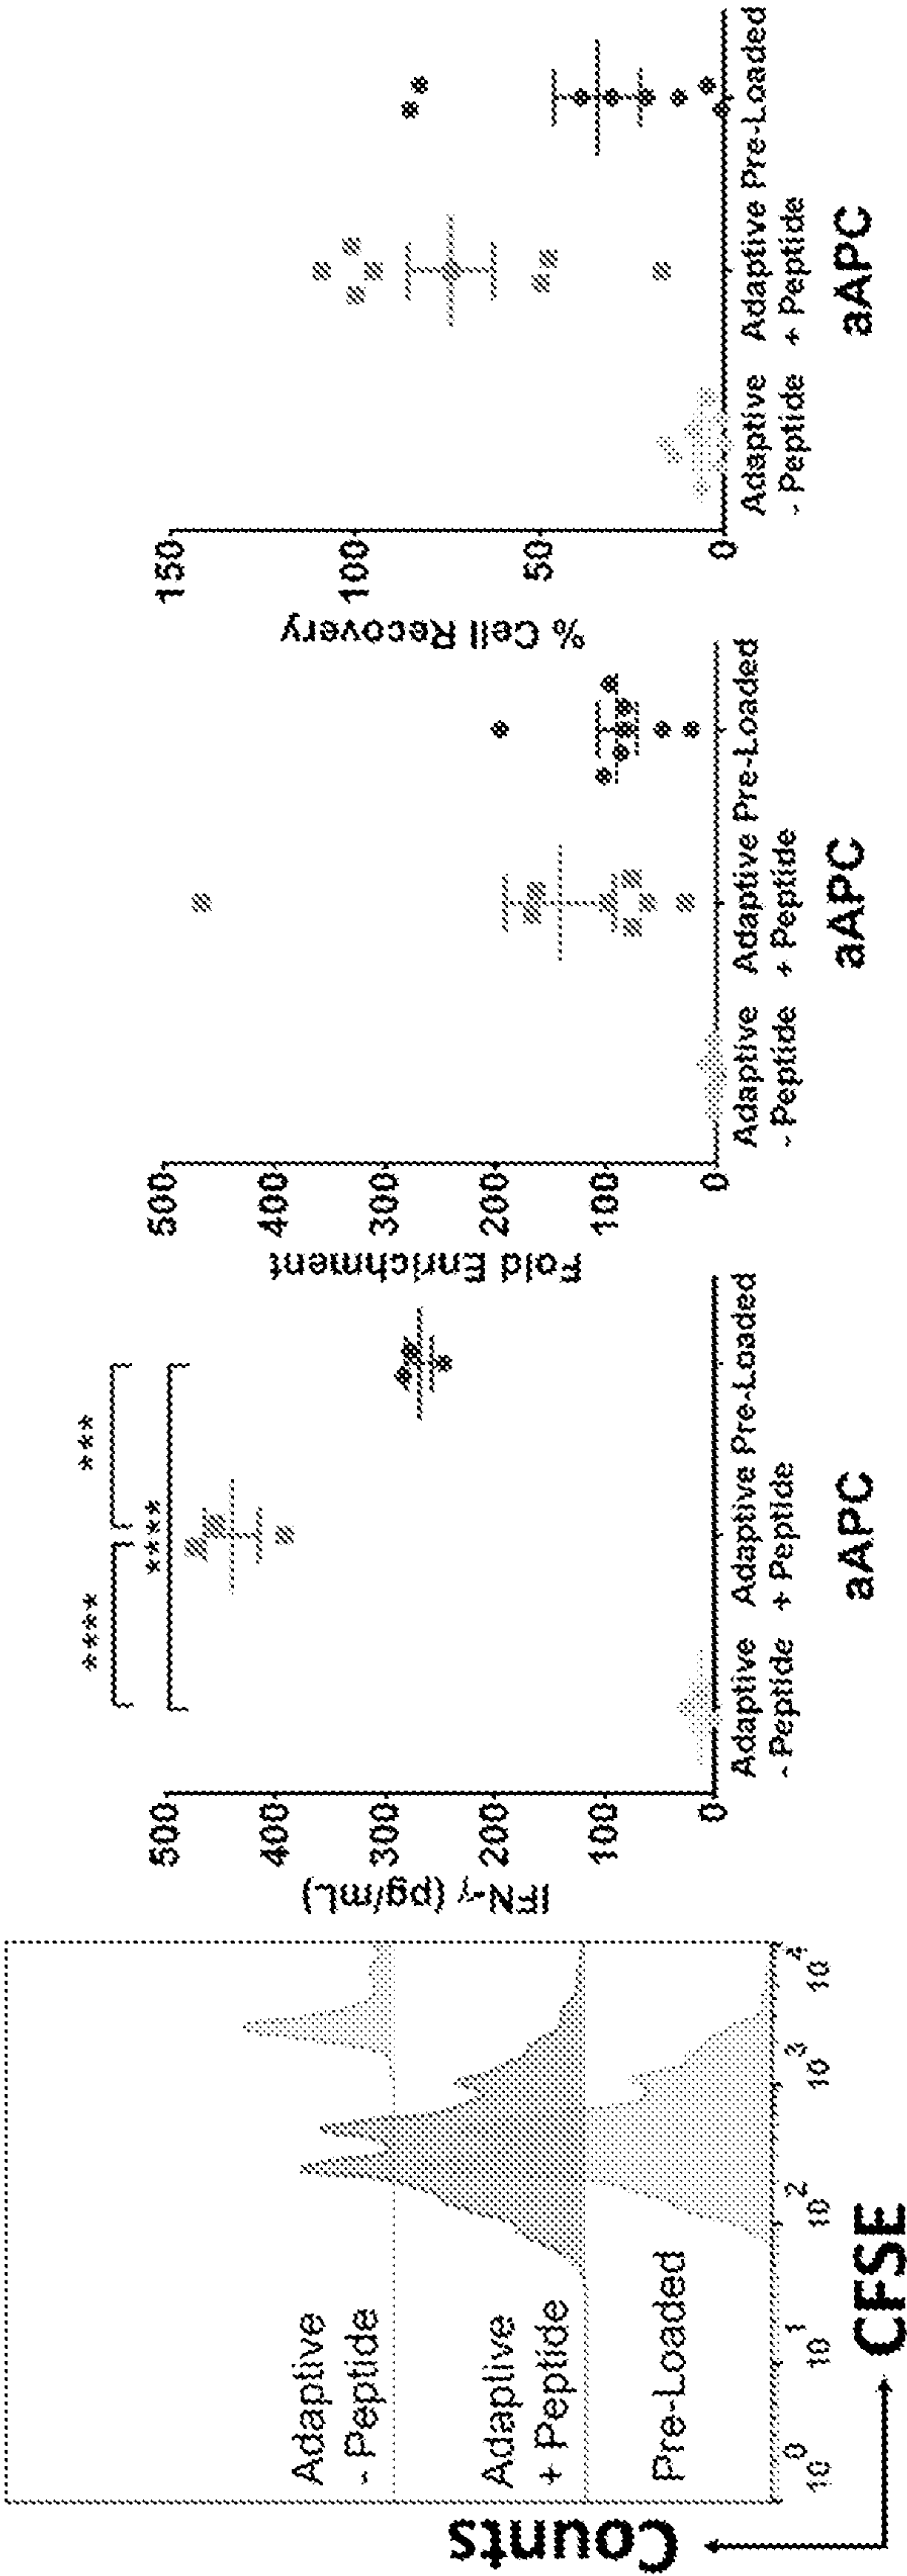 Counts
Adaptive
- Peptide
Adaptive
+ Peptide
Pre-Loaded
10^0 10^1 10^2 10^3 10^4
CFSE
IFN-γ (pg/mL)
500
400
300
200
100
0
****
***
****
Adaptive Adaptive Pre-Loaded
- Peptide + Peptide
aAPC
Fold Enrichment
500
400
300
200
100
0
Adaptive Adaptive Pre-Loaded
- Peptide + Peptide
aAPC
% Cell Recovery
150
100
50
0
Adaptive Adaptive Pre-Loaded
- Peptide + Peptide
aAPC